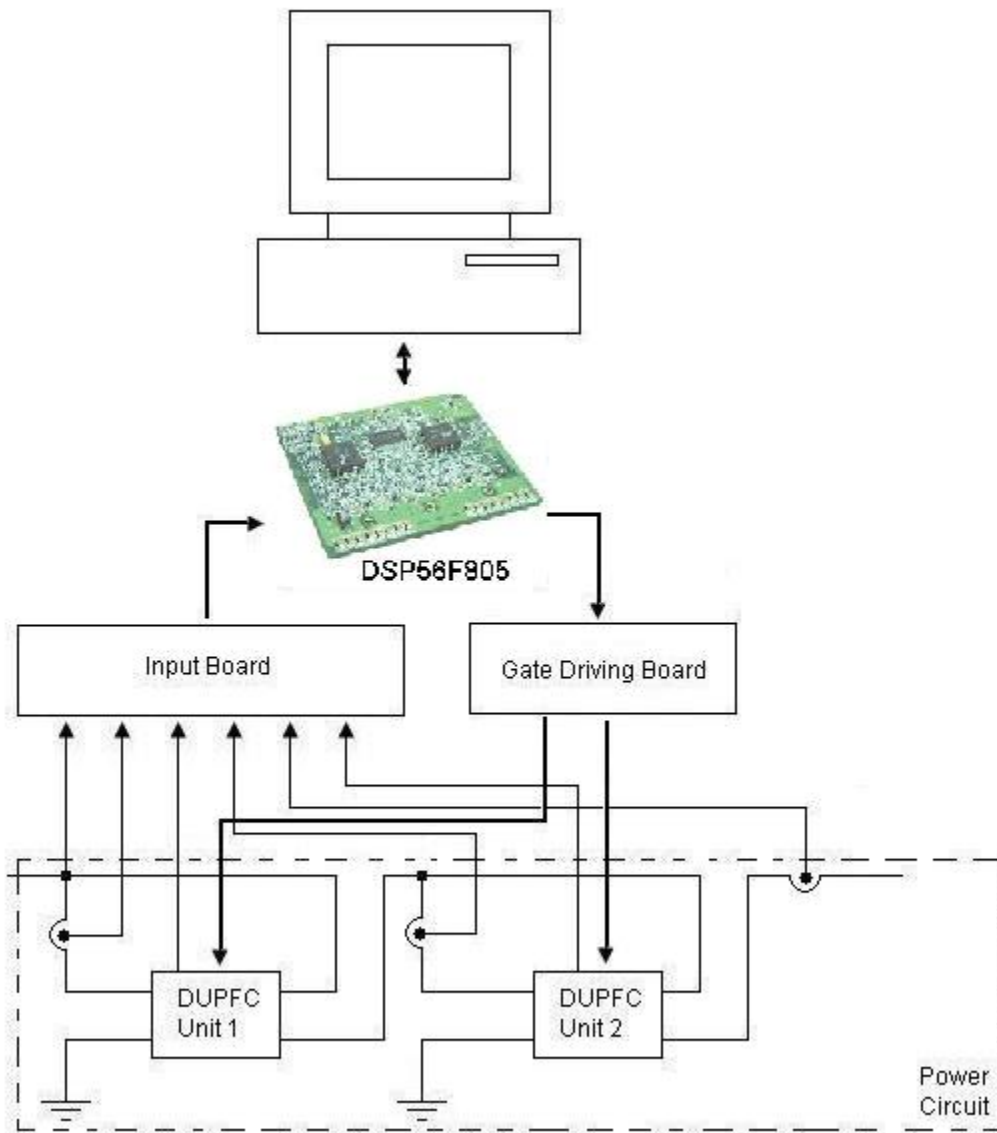 DSP56F805
Input Board
Gate Driving Board
DUPFC
Unit 1
DUPFC
Unit 2
Power
Circuit